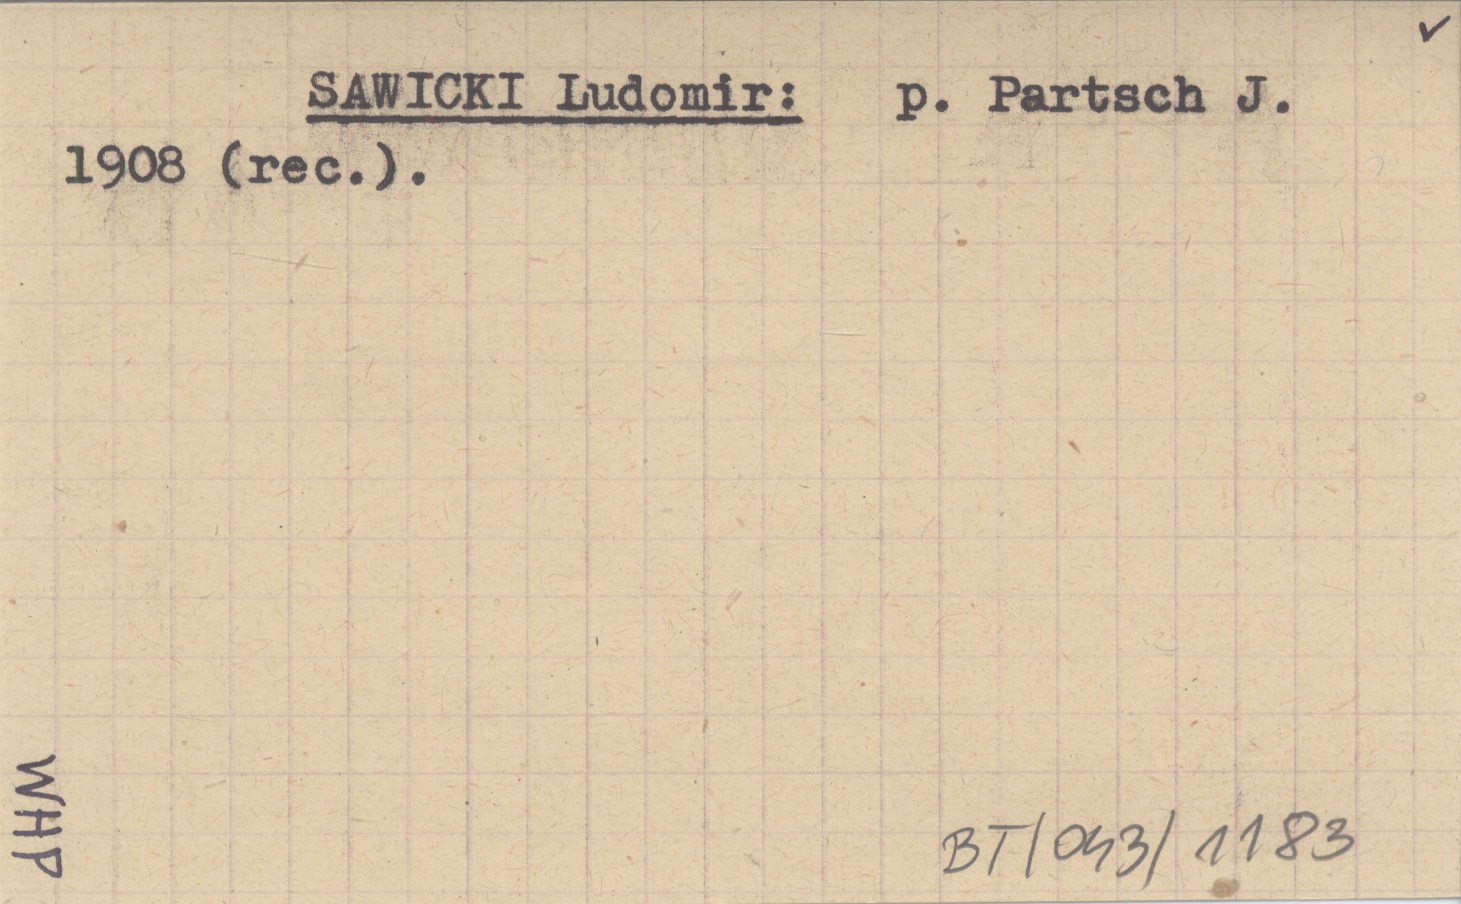 ✓
SAWICKI Ludomir: p. Partsch J.
1908 (rec.).
WHP
BT/043/1183